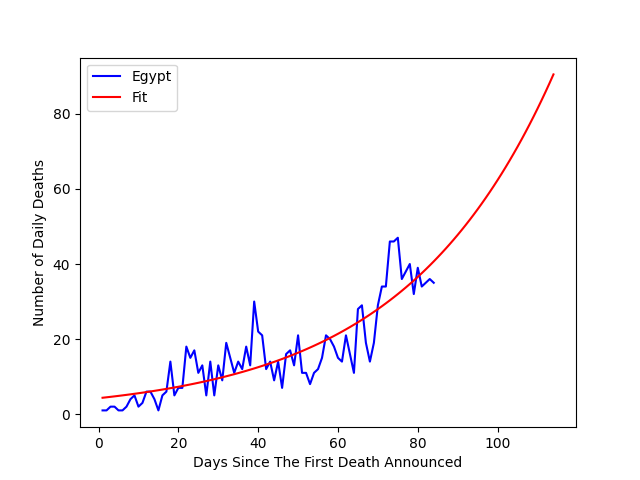 Egypt
Fit
Number of Daily Deaths
80
60
40
20
0
0 20 40 60 80 100
Days Since The First Death Announced